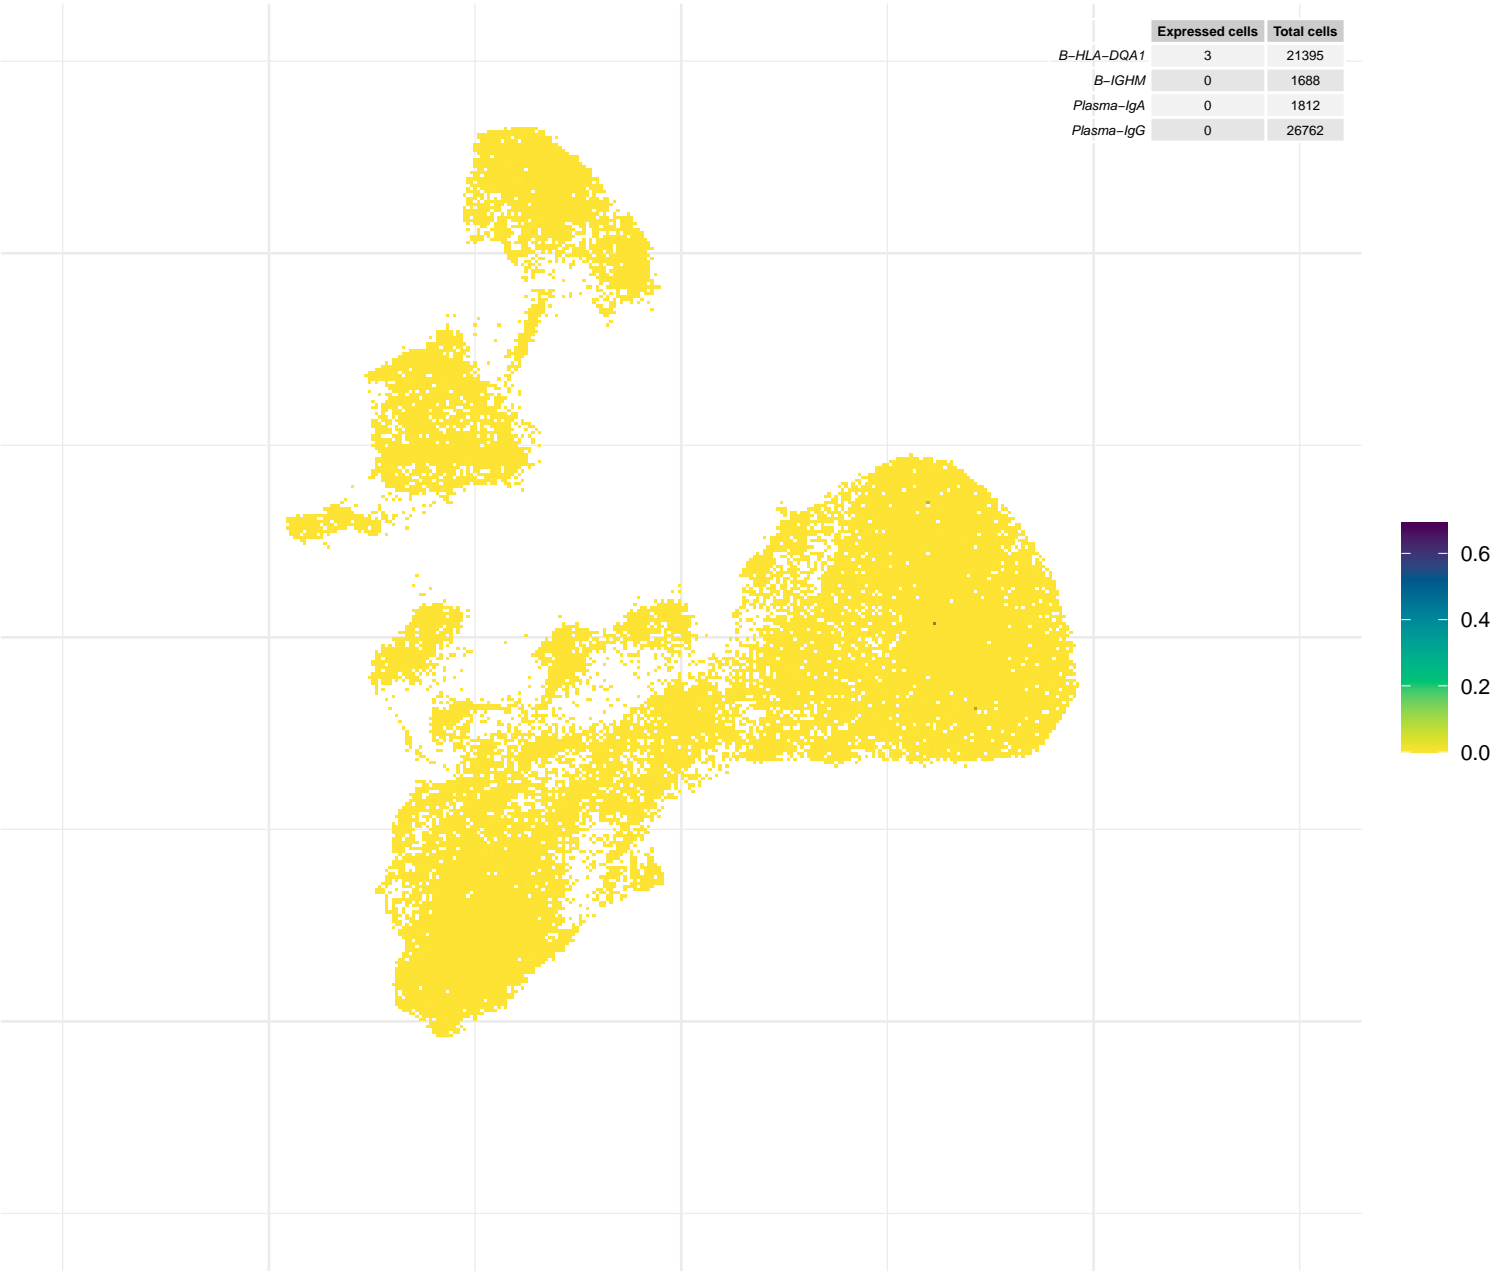 Expressed cells Total cells
B−HLA−DQA1 3 21395
B−IGHM 0 1688
Plasma−IgA 0 1812
Plasma−IgG 0 26762
0.6
0.4
0.2
0.0